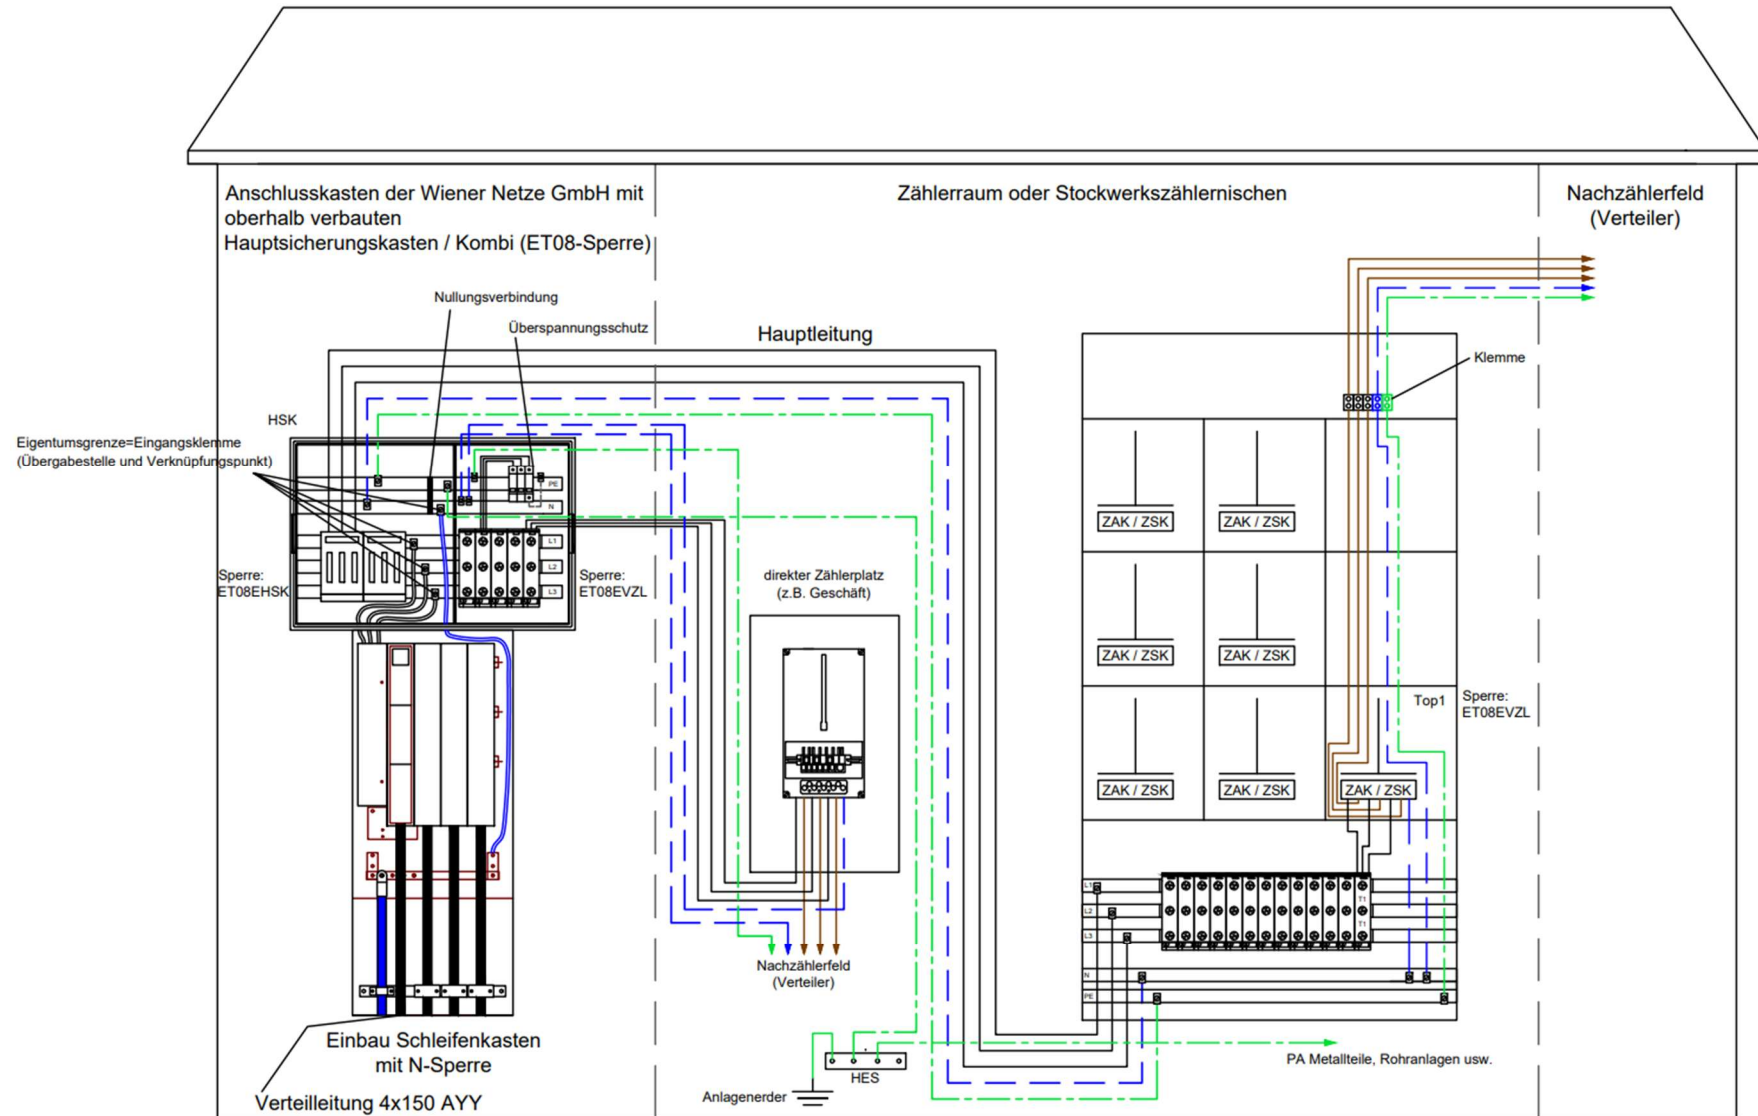 Anschlusskasten der Wiener Netze GmbH mit
oberhalb verbauten
Hauptsicherungskasten / Kombi (ET08-Sperre)
Zählerraum oder Stockwerkszählernischen
Nachzählerfeld
(Verteiler)
Nullungsverbindung
Überspannungsschutz
Hauptleitung
Klemme
HSK
Eigentumsgrenze=Eingangsklemme
(Übergabestelle und Verknüpfungspunkt)
PE
N
L1
L2
L3
Sperre:
ET08EHSK
Sperre:
ET08EVZL
direkter Zählerplatz
(z.B. Geschäft)
ZAK / ZSK
ZAK / ZSK
ZAK / ZSK
ZAK / ZSK
Top1
Sperre:
ET08EVZL
ZAK / ZSK
ZAK / ZSK
ZAK / ZSK
L1
T1
L2
T1
L3
N
PE
Nachzählerfeld
(Verteiler)
Einbau Schleifenkasten
mit N-Sperre
HES
PA Metallteile, Rohranlagen usw.
Anlagenerder
Verteilleitung 4x150 AYY